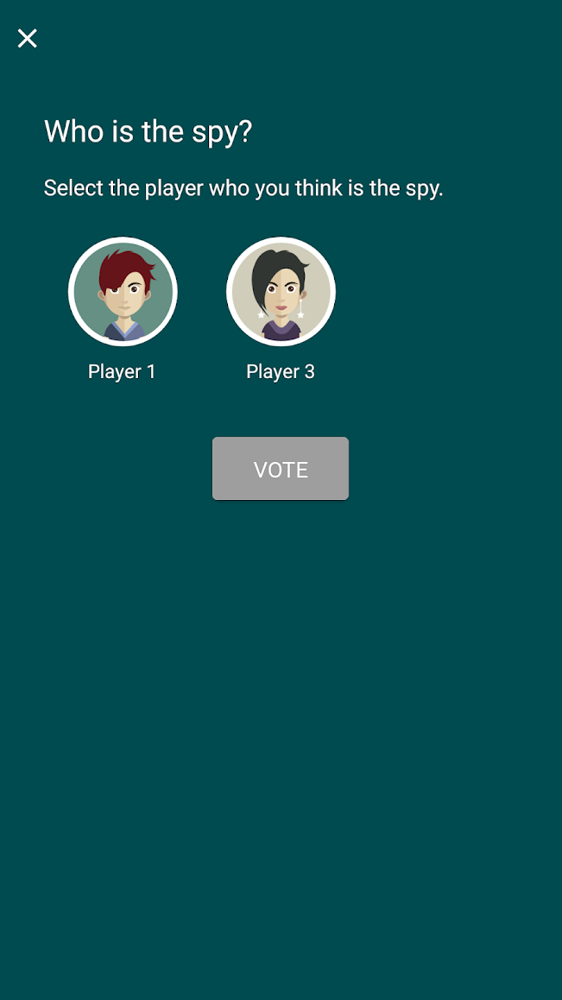 Who is the spy?
Select the player who you think is the spy.
Player 1
Player 3
VOTE